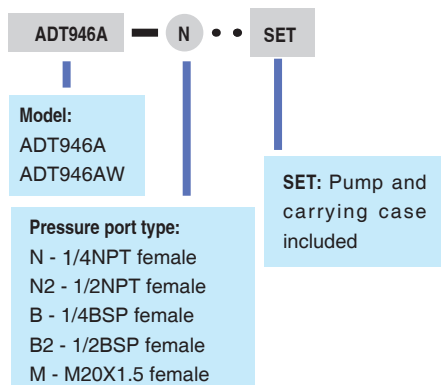 ADT946A — N • • SET
Model:
ADT946A
ADT946AW
SET: Pump and
carrying case
included
Pressure port type:
N - 1/4NPT female
N2 - 1/2NPT female
B - 1/4BSP female
B2 - 1/2BSP female
M - M20X1.5 female